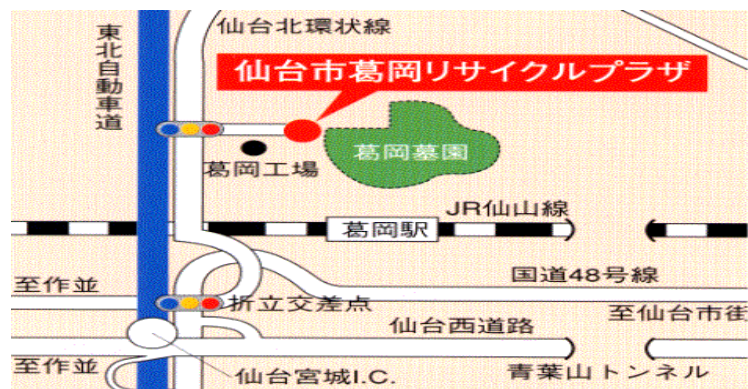 仙台北環状線
東北自動車道
仙台市葛岡リサイクルプラザ
葛岡墓園
葛岡工場
JR仙山線
葛岡駅
国道48号線
至作並
折立交差点
至仙台市街
仙台西道路
至作並
仙台宮城I.C.
青葉山トンネル